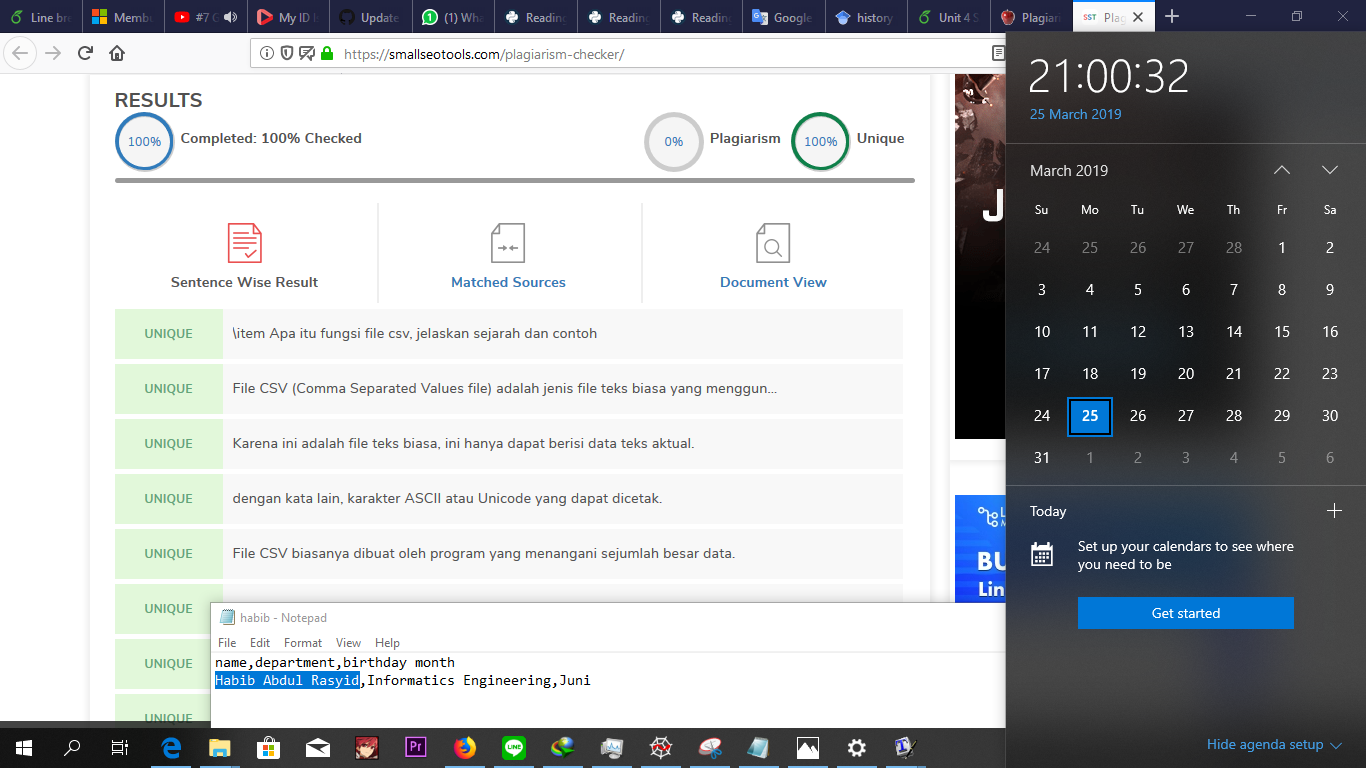 Line bre
Membe
#7 G
My ID I
Update
(1) Wha
Reading
Reading
Reading
Google
history
Unit 4 S
Plagiari
SST Plag
https://smallseotools.com/plagiarism-checker/
RESULTS
100% Completed: 100% Checked
0% Plagiarism 100% Unique
Sentence Wise Result
Matched Sources
Document View
UNIQUE \item Apa itu fungsi file csv, jelaskan sejarah dan contoh
UNIQUE File CSV (Comma Separated Values file) adalah jenis file teks biasa yang menggun...
UNIQUE Karena ini adalah file teks biasa, ini hanya dapat berisi data teks aktual.
UNIQUE dengan kata lain, karakter ASCII atau Unicode yang dapat dicetak.
UNIQUE File CSV biasanya dibuat oleh program yang menangani sejumlah besar data.
UNIQUE
UNIQUE
UNIQUE
habib - Notepad
File Edit Format View Help
name,department,birthday month
Habib Abdul Rasyid,Informatics Engineering,Juni
J
BU
Lin
21:00:32
25 March 2019
March 2019
Su Mo Tu We Th Fr Sa
24 25 26 27 28 1 2
3 4 5 6 7 8 9
10 11 12 13 14 15 16
17 18 19 20 21 22 23
24 25 26 27 28 29 30
31 1 2 3 4 5 6
Today
Set up your calendars to see where
you need to be
Get started
Hide agenda setup
Pr
LINE